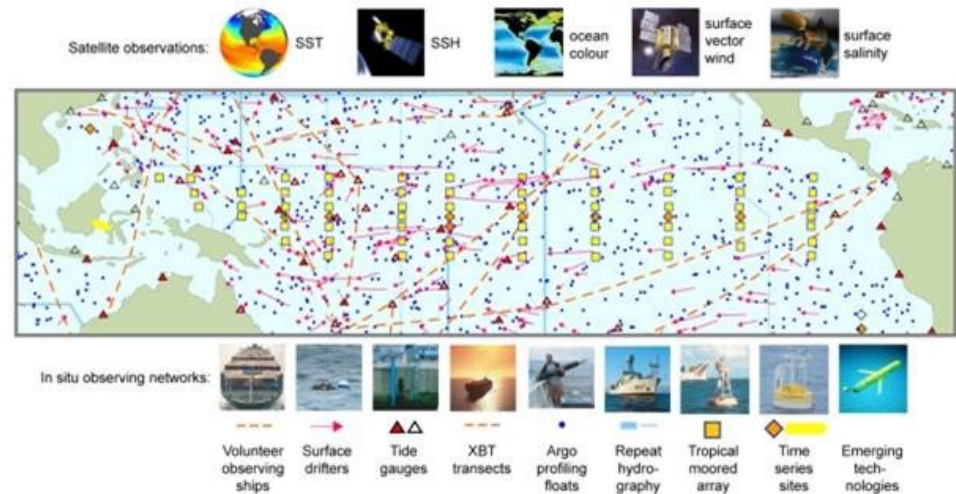 Satellite observations:
SST
SSH
ocean
colour
surface
vector
wind
surface
salinity
In situ observing networks:
Volunteer
observing
ships
Surface
drifters
Tide
gauges
XBT
transects
Argo
profiling
floats
Repeat
hydro-
graphy
Tropical
moored
array
Time
series
sites
Emerging
tech-
nologies